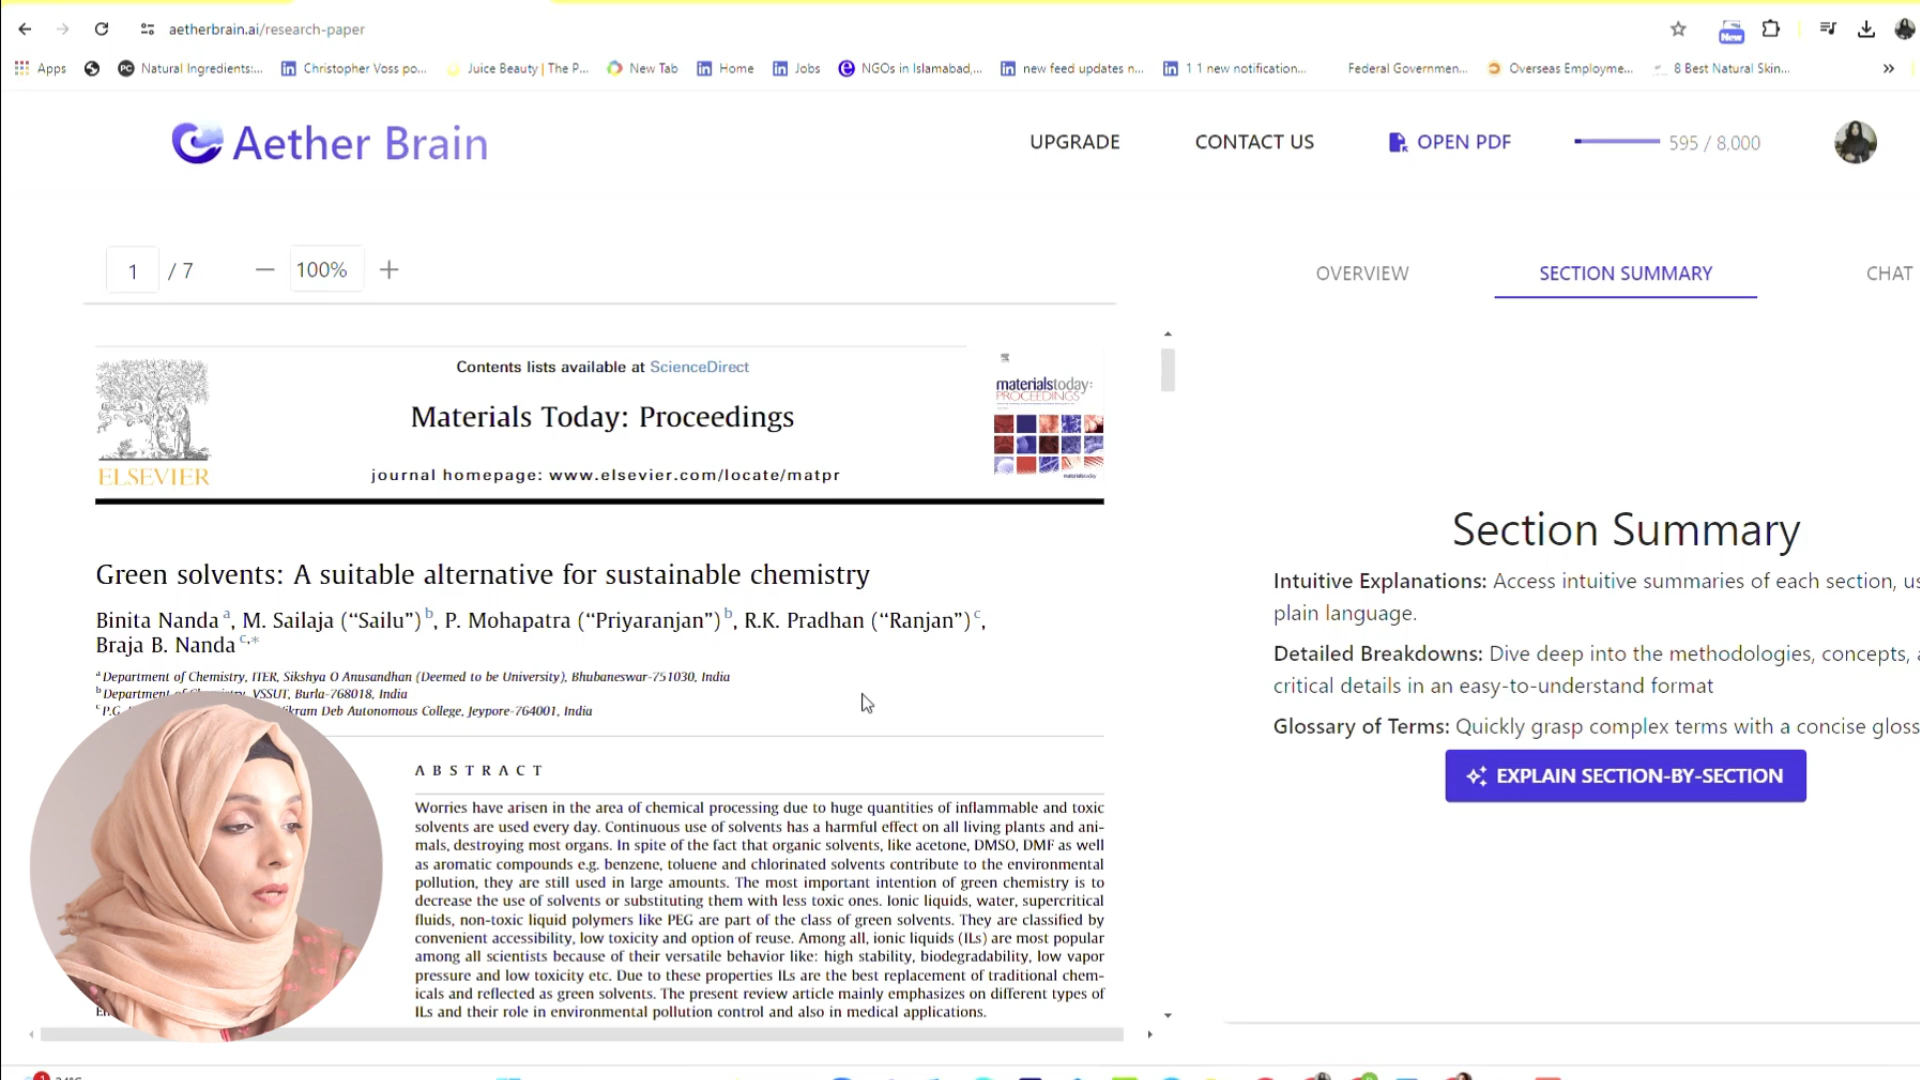 aetherbrain.ai/research-paper
New
Apps
PC Natural Ingredients:...
in Christopher Voss po...
Juice Beauty | The P...
New Tab
in Home
in Jobs
NGOs in Islamabad,...
in new feed updates n...
in 1 1 new notification...
Federal Governmen...
Overseas Employme...
8 Best Natural Skin...
Aether Brain
UPGRADE
CONTACT US
OPEN PDF
595 / 8,000
1 / 7
100%
OVERVIEW
SECTION SUMMARY
CHAT
Contents lists available at ScienceDirect
Materials Today: Proceedings
journal homepage: www.elsevier.com/locate/matpr
ELSEVIER
materialstoday:
PROCEEDINGS
Green solvents: A suitable alternative for sustainable chemistry
Binita Nanda a, M. Sailaja (“Sailu”) b, P. Mohapatra (“Priyaranjan”) b, R.K. Pradhan (“Ranjan”) c,
Braja B. Nanda c,*
a Department of Chemistry, ITER, Sikshya O Anusandhan (Deemed to be University), Bhubaneswar-751030, India
b Department of Chemistry, VSSUT, Burla-768018, India
c P.G. Vikram Deb Autonomous College, Jeypore-764001, India
ABSTRACT
Worries have arisen in the area of chemical processing due to huge quantities of inflammable and toxic
solvents are used every day. Continuous use of solvents has a harmful effect on all living plants and ani-
mals, destroying most organs. In spite of the fact that organic solvents, like acetone, DMSO, DMF as well
as aromatic compounds e.g. benzene, toluene and chlorinated solvents contribute to the environmental
pollution, they are still used in large amounts. The most important intention of green chemistry is to
decrease the use of solvents or substituting them with less toxic ones. Ionic liquids, water, supercritical
fluids, non-toxic liquid polymers like PEG are part of the class of green solvents. They are classified by
convenient accessibility, low toxicity and option of reuse. Among all, ionic liquids (ILs) are most popular
among all scientists because of their versatile behavior like: high stability, biodegradability, low vapor
pressure and low toxicity etc. Due to these properties ILs are the best replacement of traditional chem-
icals and reflected as green solvents. The present review article mainly emphasizes on different types of
ILs and their role in environmental pollution control and also in medical applications.
Section Summary
Intuitive Explanations: Access intuitive summaries of each section, us
plain language.
Detailed Breakdowns: Dive deep into the methodologies, concepts, a
critical details in an easy-to-understand format
Glossary of Terms: Quickly grasp complex terms with a concise gloss
EXPLAIN SECTION-BY-SECTION